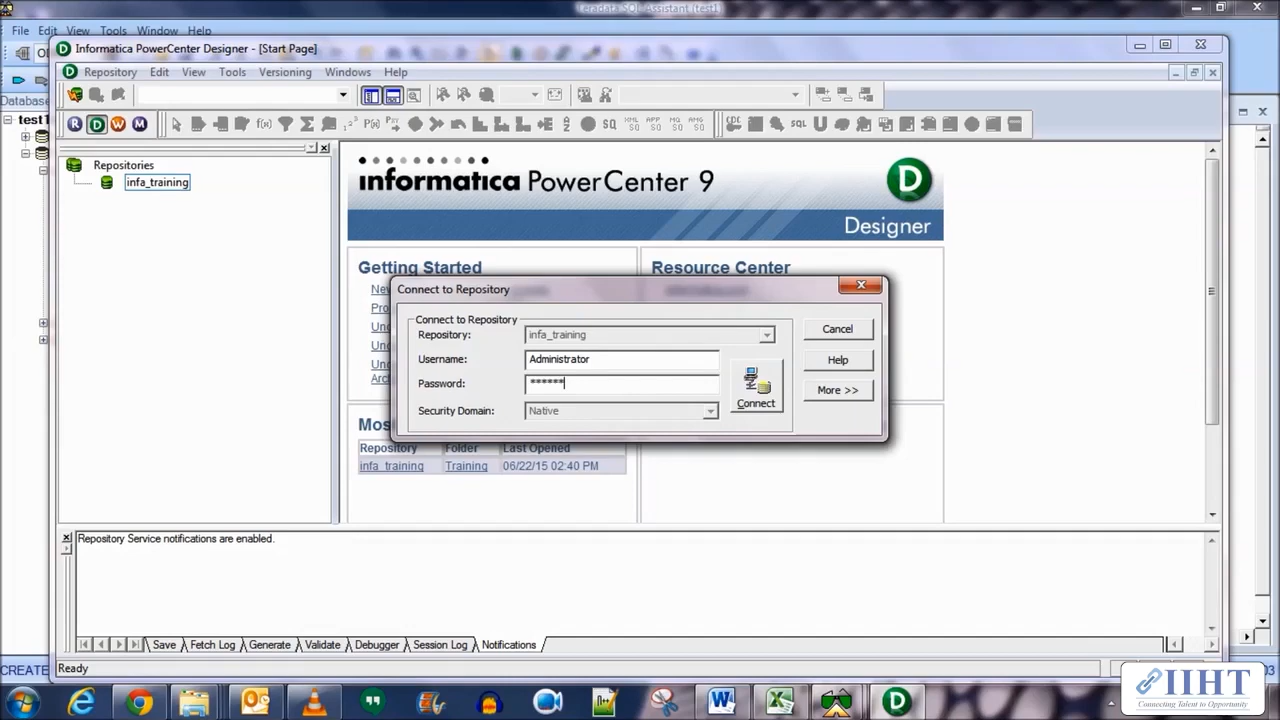 Teradata SQL Assistant (test1)
File Edit View Tools Window Help
Informatica PowerCenter Designer - [Start Page]
Repository Edit View Tools Versioning Windows Help
Database
test1
Repositories
infa_training
informatica PowerCenter 9
Designer
Getting Started
Resource Center
Connect to Repository
Connect to Repository
Repository: infa_training
Cancel
Username: Administrator
Help
Password: ******
More >>
Connect
Security Domain: Native
Repository Folder Last Opened
infa_training Training 06/22/15 02:40 PM
Repository Service notifications are enabled.
Save Fetch Log Generate Validate Debugger Session Log Notifications
Ready
CREATE
IIHT
Connecting Talent to Opportunity